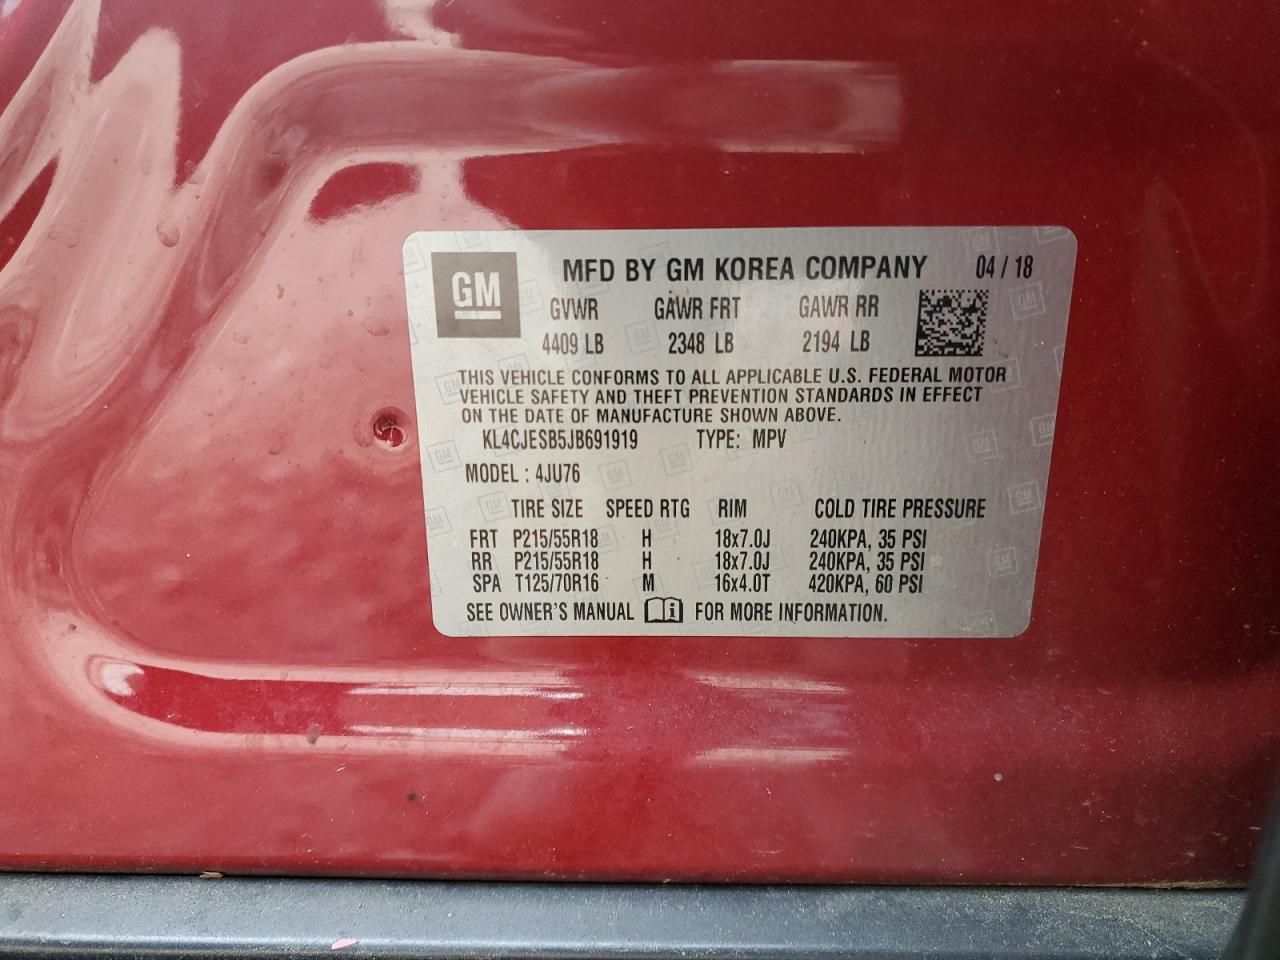 GM
MFD BY GM KOREA COMPANY 04 / 18
GVWR GAWR FRT GAWR RR
4409 LB 2348 LB 2194 LB
THIS VEHICLE CONFORMS TO ALL APPLICABLE U.S. FEDERAL MOTOR
VEHICLE SAFETY AND THEFT PREVENTION STANDARDS IN EFFECT
ON THE DATE OF MANUFACTURE SHOWN ABOVE.
KL4CJESB5JB691919 TYPE: MPV
MODEL : 4JU76
TIRE SIZE SPEED RTG RIM COLD TIRE PRESSURE
FRT P215/55R18 H 18x7.0J 240KPA, 35 PSI
RR P215/55R18 H 18x7.0J 240KPA, 35 PSI
SPA T125/70R16 M 16x4.0T 420KPA, 60 PSI
SEE OWNER'S MANUAL i FOR MORE INFORMATION.